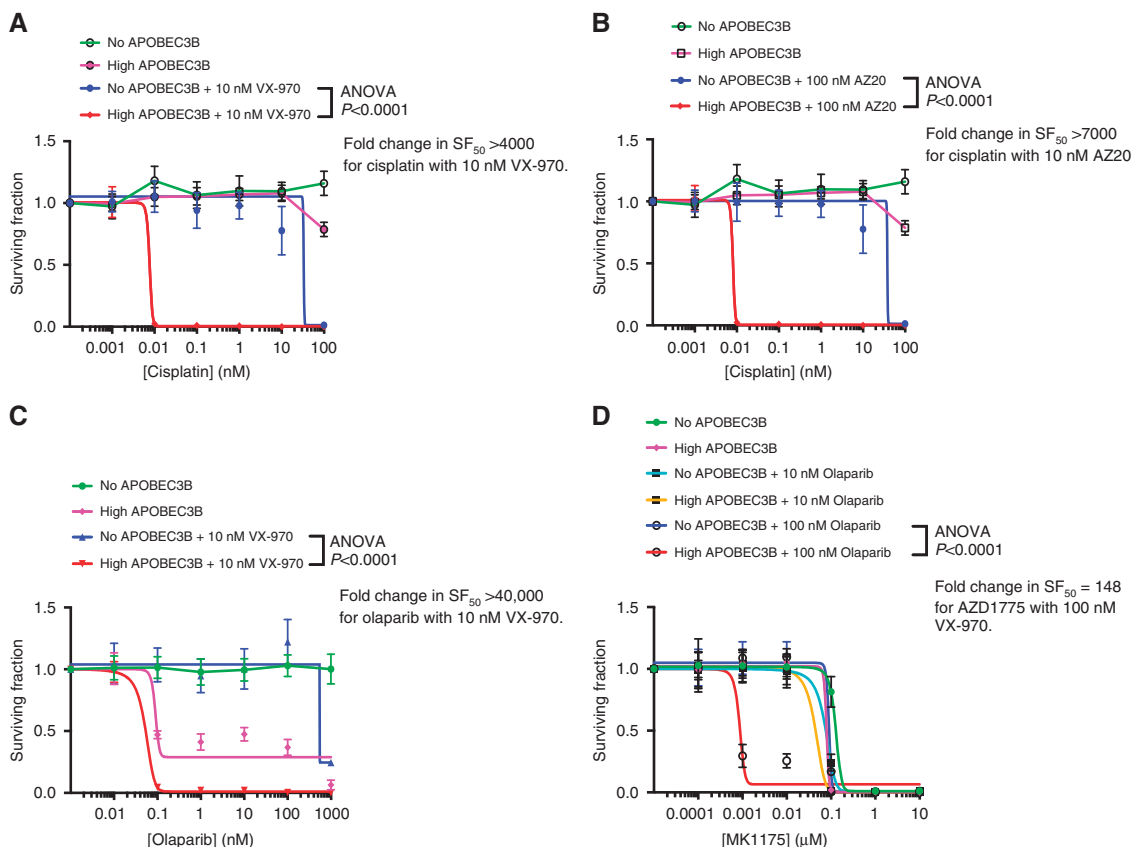 A
No APOBEC3B
High APOBEC3B
No APOBEC3B + 10 nM VX-970
High APOBEC3B + 10 nM VX-970
ANOVA
P<0.0001
Fold change in SF50 >4000
for cisplatin with 10 nM VX-970.
Surviving fraction
1.5
1.0
0.5
0.0
0.001 0.01 0.1 1 10 100
[Cisplatin] (nM)
B
No APOBEC3B
High APOBEC3B
No APOBEC3B + 100 nM AZ20
High APOBEC3B + 100 nM AZ20
ANOVA
P<0.0001
Fold change in SF50 >7000
for cisplatin with 10 nM AZ20
Surviving fraction
1.5
1.0
0.5
0.0
0.001 0.01 0.1 1 10 100
[Cisplatin] (nM)
C
No APOBEC3B
High APOBEC3B
No APOBEC3B + 10 nM VX-970
High APOBEC3B + 10 nM VX-970
ANOVA
P<0.0001
Fold change in SF50 >40,000
for olaparib with 10 nM VX-970.
Surviving fraction
1.5
1.0
0.5
0.0
0.01 0.1 1 10 100 1000
[Olaparib] (nM)
D
No APOBEC3B
High APOBEC3B
No APOBEC3B + 10 nM Olaparib
High APOBEC3B + 10 nM Olaparib
No APOBEC3B + 100 nM Olaparib
High APOBEC3B + 100 nM Olaparib
ANOVA
P<0.0001
Fold change in SF50 = 148
for AZD1775 with 100 nM
VX-970.
Surviving fraction
1.5
1.0
0.5
0.0
0.0001 0.001 0.01 0.1 1 10
[MK1175] (μM)